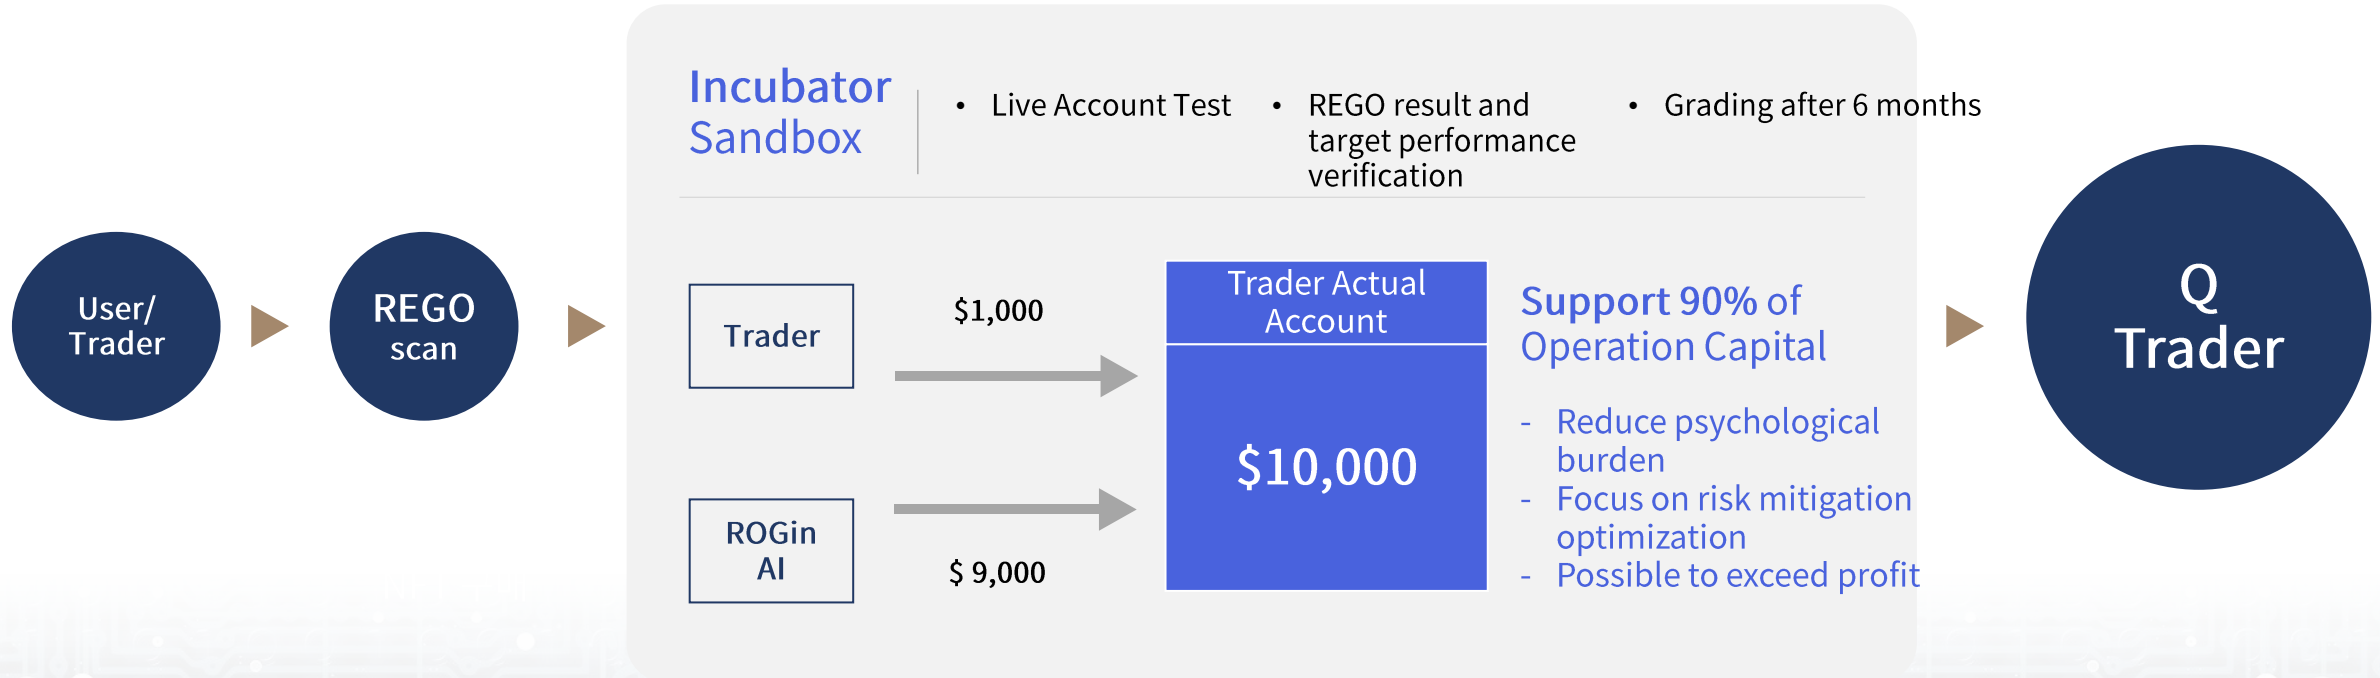 User/
Trader
REGO
scan
Incubator
Sandbox
• Live Account Test
• REGO result and
target performance
verification
• Grading after 6 months
Trader
$1,000
ROGin
AI
$ 9,000
Trader Actual
Account
$10,000
Support 90% of
Operation Capital
- Reduce psychological
burden
- Focus on risk mitigation
optimization
- Possible to exceed profit
Q
Trader